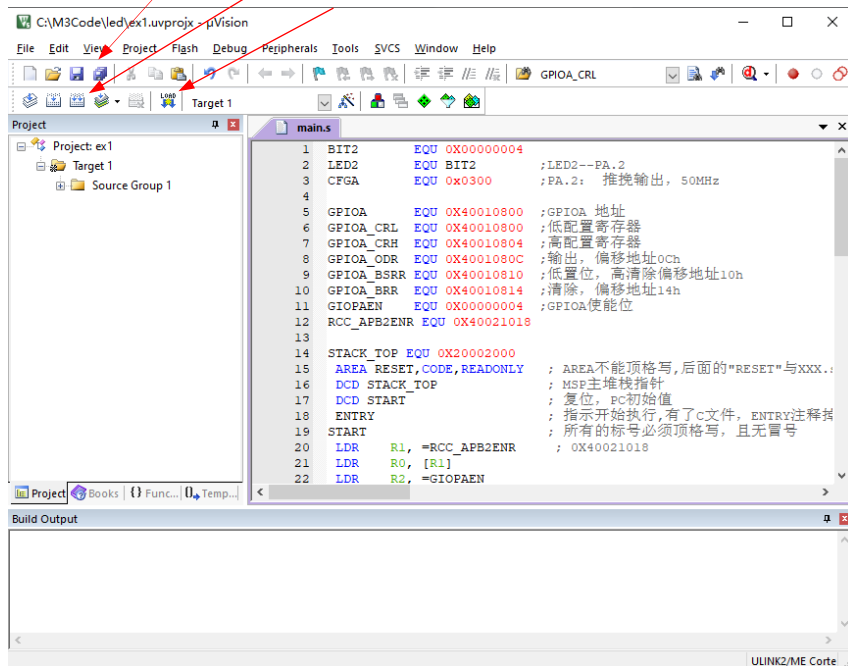 C:\M3Code\led\ex1.uvprojx - µVision
File Edit View Project Flash Debug Peripherals Tools SVCS Window Help
GPIOA_CRL
LOAD Target 1
Project
Project: ex1
Target 1
Source Group 1
Project Books {} Func... Temp...
main.s
1 BIT2 EQU 0X00000004
2 LED2 EQU BIT2 ;LED2--PA.2
3 CFGA EQU 0x0300 ;PA.2: 推挽输出，50MHz
4
5 GPIOA EQU 0X40010800 ;GPIOA 地址
6 GPIOA_CRL EQU 0X40010800 ;低配置寄存器
7 GPIOA_CRH EQU 0X40010804 ;高配置寄存器
8 GPIOA_ODR EQU 0X4001080C ;输出，偏移地址0Ch
9 GPIOA_BSRR EQU 0X40010810 ;低置位，高清除偏移地址10h
10 GPIOA_BRR EQU 0X40010814 ;清除，偏移地址14h
11 GIOPAEN EQU 0X00000004 ;GPIOA使能位
12 RCC_APB2ENR EQU 0X40021018
13
14 STACK_TOP EQU 0X20002000
15 AREA RESET,CODE,READONLY ; AREA不能顶格写,后面的"RESET"与XXX.
16 DCD STACK_TOP ; MSP主堆栈指针
17 DCD START ; 复位，PC初始值
18 ENTRY ; 指示开始执行,有了C文件，ENTRY注释掉
19 START ; 所有的标号必须顶格写，且无冒号
20 LDR R1, =RCC_APB2ENR ; 0X40021018
21 LDR R0, [R1]
22 LDR R2, =GIOPAEN
Build Output
ULINK2/ME Corte